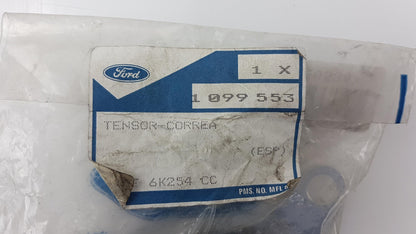 Ford
1 X
1 099 553
TENSOR-CORREA
(ESP)
6K254 CC
PMS. NO. MFL